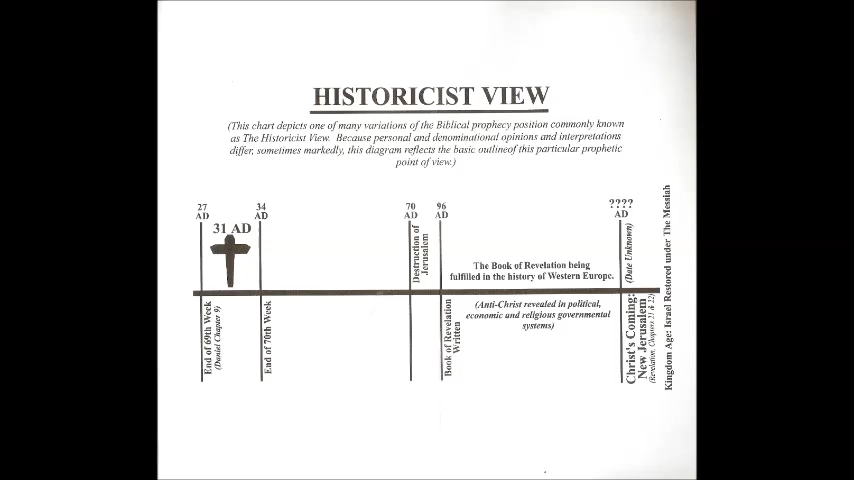 HISTORICIST VIEW
(This chart depicts one of many variations of the Biblical prophecy position commonly known
as The Historicist View. Because personal and denominational opinions and interpretations
differ, sometimes markedly, this diagram reflects the basic outlineof this particular prophetic
point of view.)
27
AD
31 AD
34
AD
70
AD
96
AD
????
AD
Destruction of
Jerusalem
The Book of Revelation being
fulfilled in the history of Western Europe.
(Date Unknown)
End of 69th Week
(Daniel Chapter 9)
End of 70th Week
Book of Revelation
Written
(Anti-Christ revealed in political,
economic and religious governmental
systems)
Christ's Coming:
New Jerusalem
(Revelation, Chapters 21 & 22)
Kingdom Age: Israel Restored under The Messiah